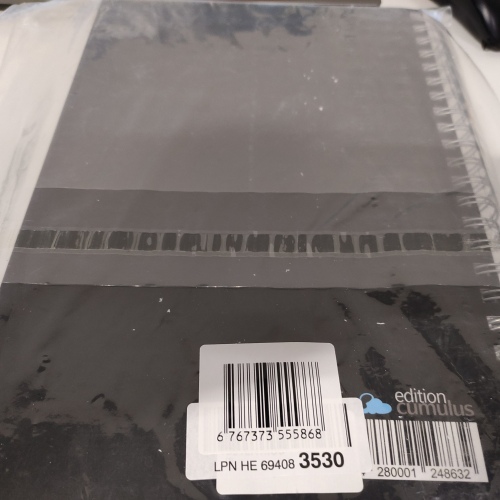 edition
cumulus
6 767373 555868
LPN HE 69408 3530
280001 248632